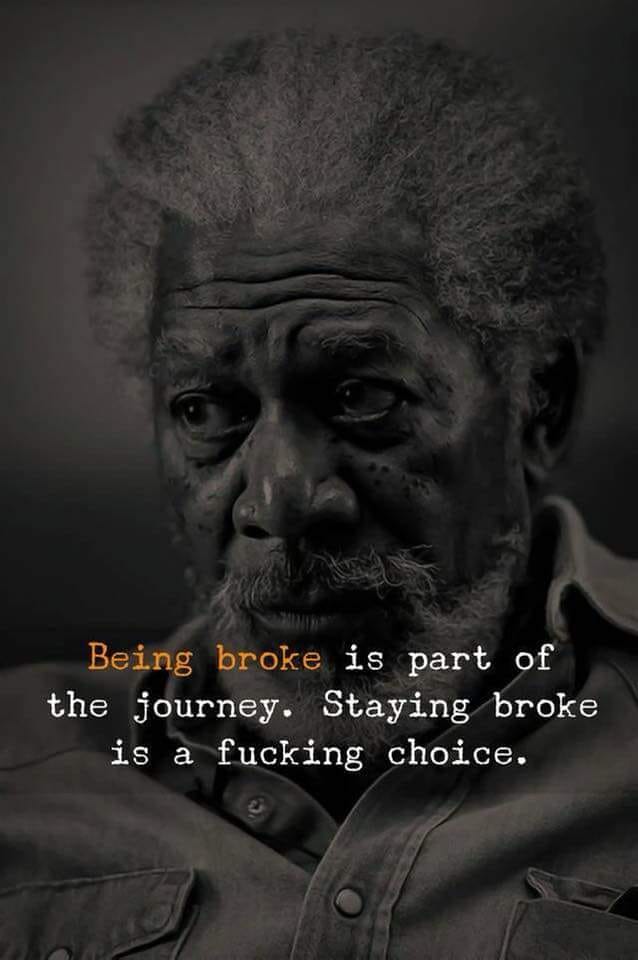 Being broke is part of
the journey. Staying broke
is a fucking choice.